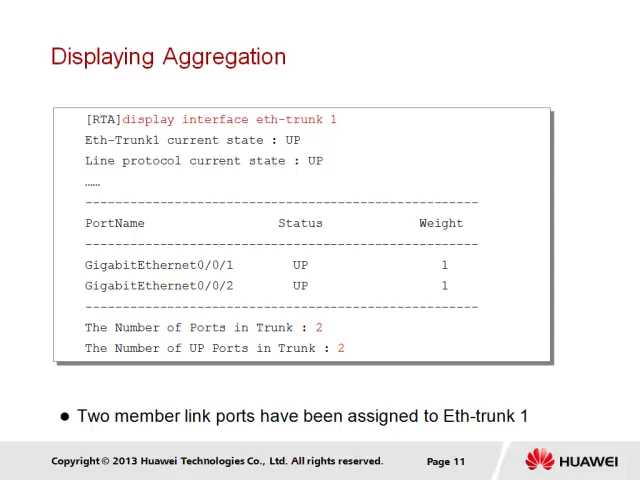 Displaying Aggregation
[RTA]display interface eth-trunk 1
Eth-Trunk1 current state : UP
Line protocol current state : UP
……
-----------------------------------------------------
PortName Status Weight
-----------------------------------------------------
GigabitEthernet0/0/1 UP 1
GigabitEthernet0/0/2 UP 1
-----------------------------------------------------
The Number of Ports in Trunk : 2
The Number of UP Ports in Trunk : 2
● Two member link ports have been assigned to Eth-trunk 1
Copyright © 2013 Huawei Technologies Co., Ltd. All rights reserved. Page 11 HUAWEI